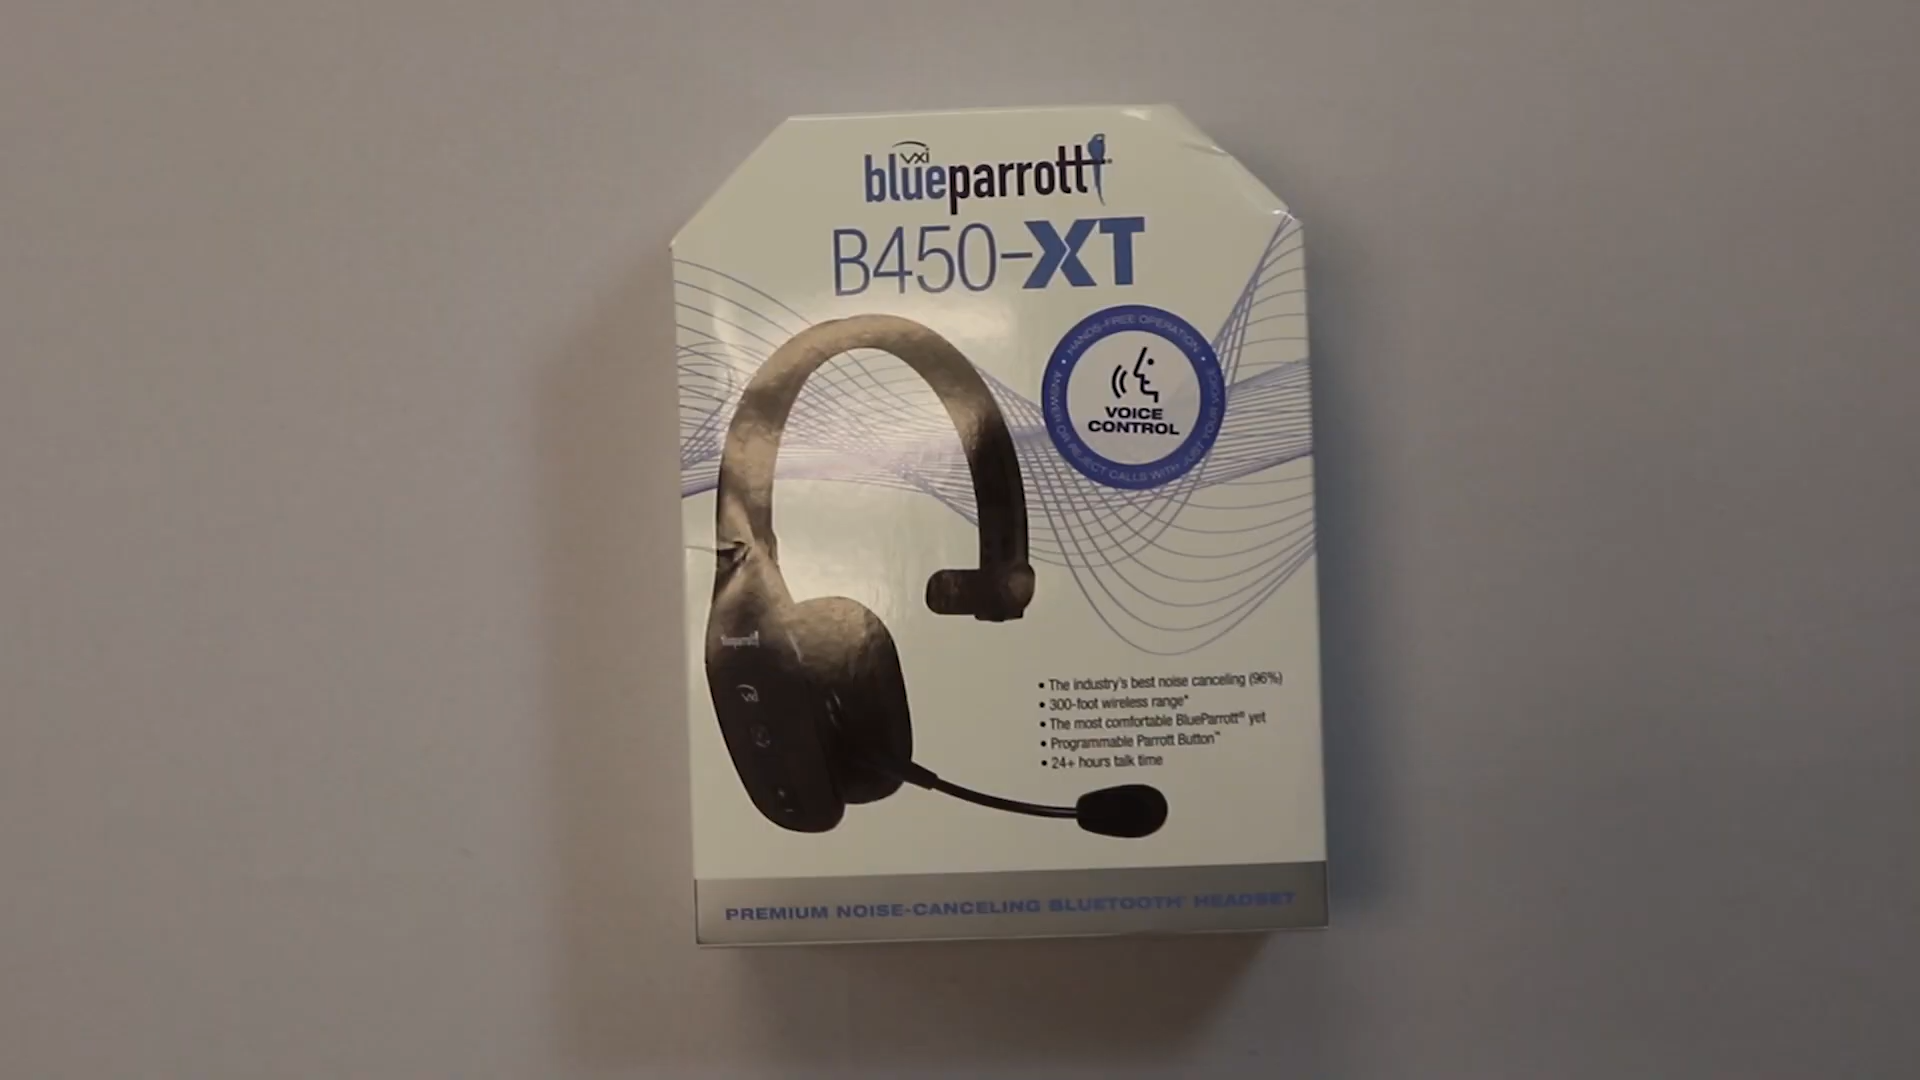 vxi
blueparrott
B450-XT
• HANDS-FREE OPERATION •
ANSWER OR REJECT CALLS WITH JUST YOUR VOICE
VOICE
CONTROL
blueparrott
vxi
• The industry's best noise canceling (96%)
• 300-foot wireless range*
• The most comfortable BlueParrott® yet
• Programmable Parrott Button™
• 24+ hours talk time
PREMIUM NOISE-CANCELING BLUETOOTH® HEADSET